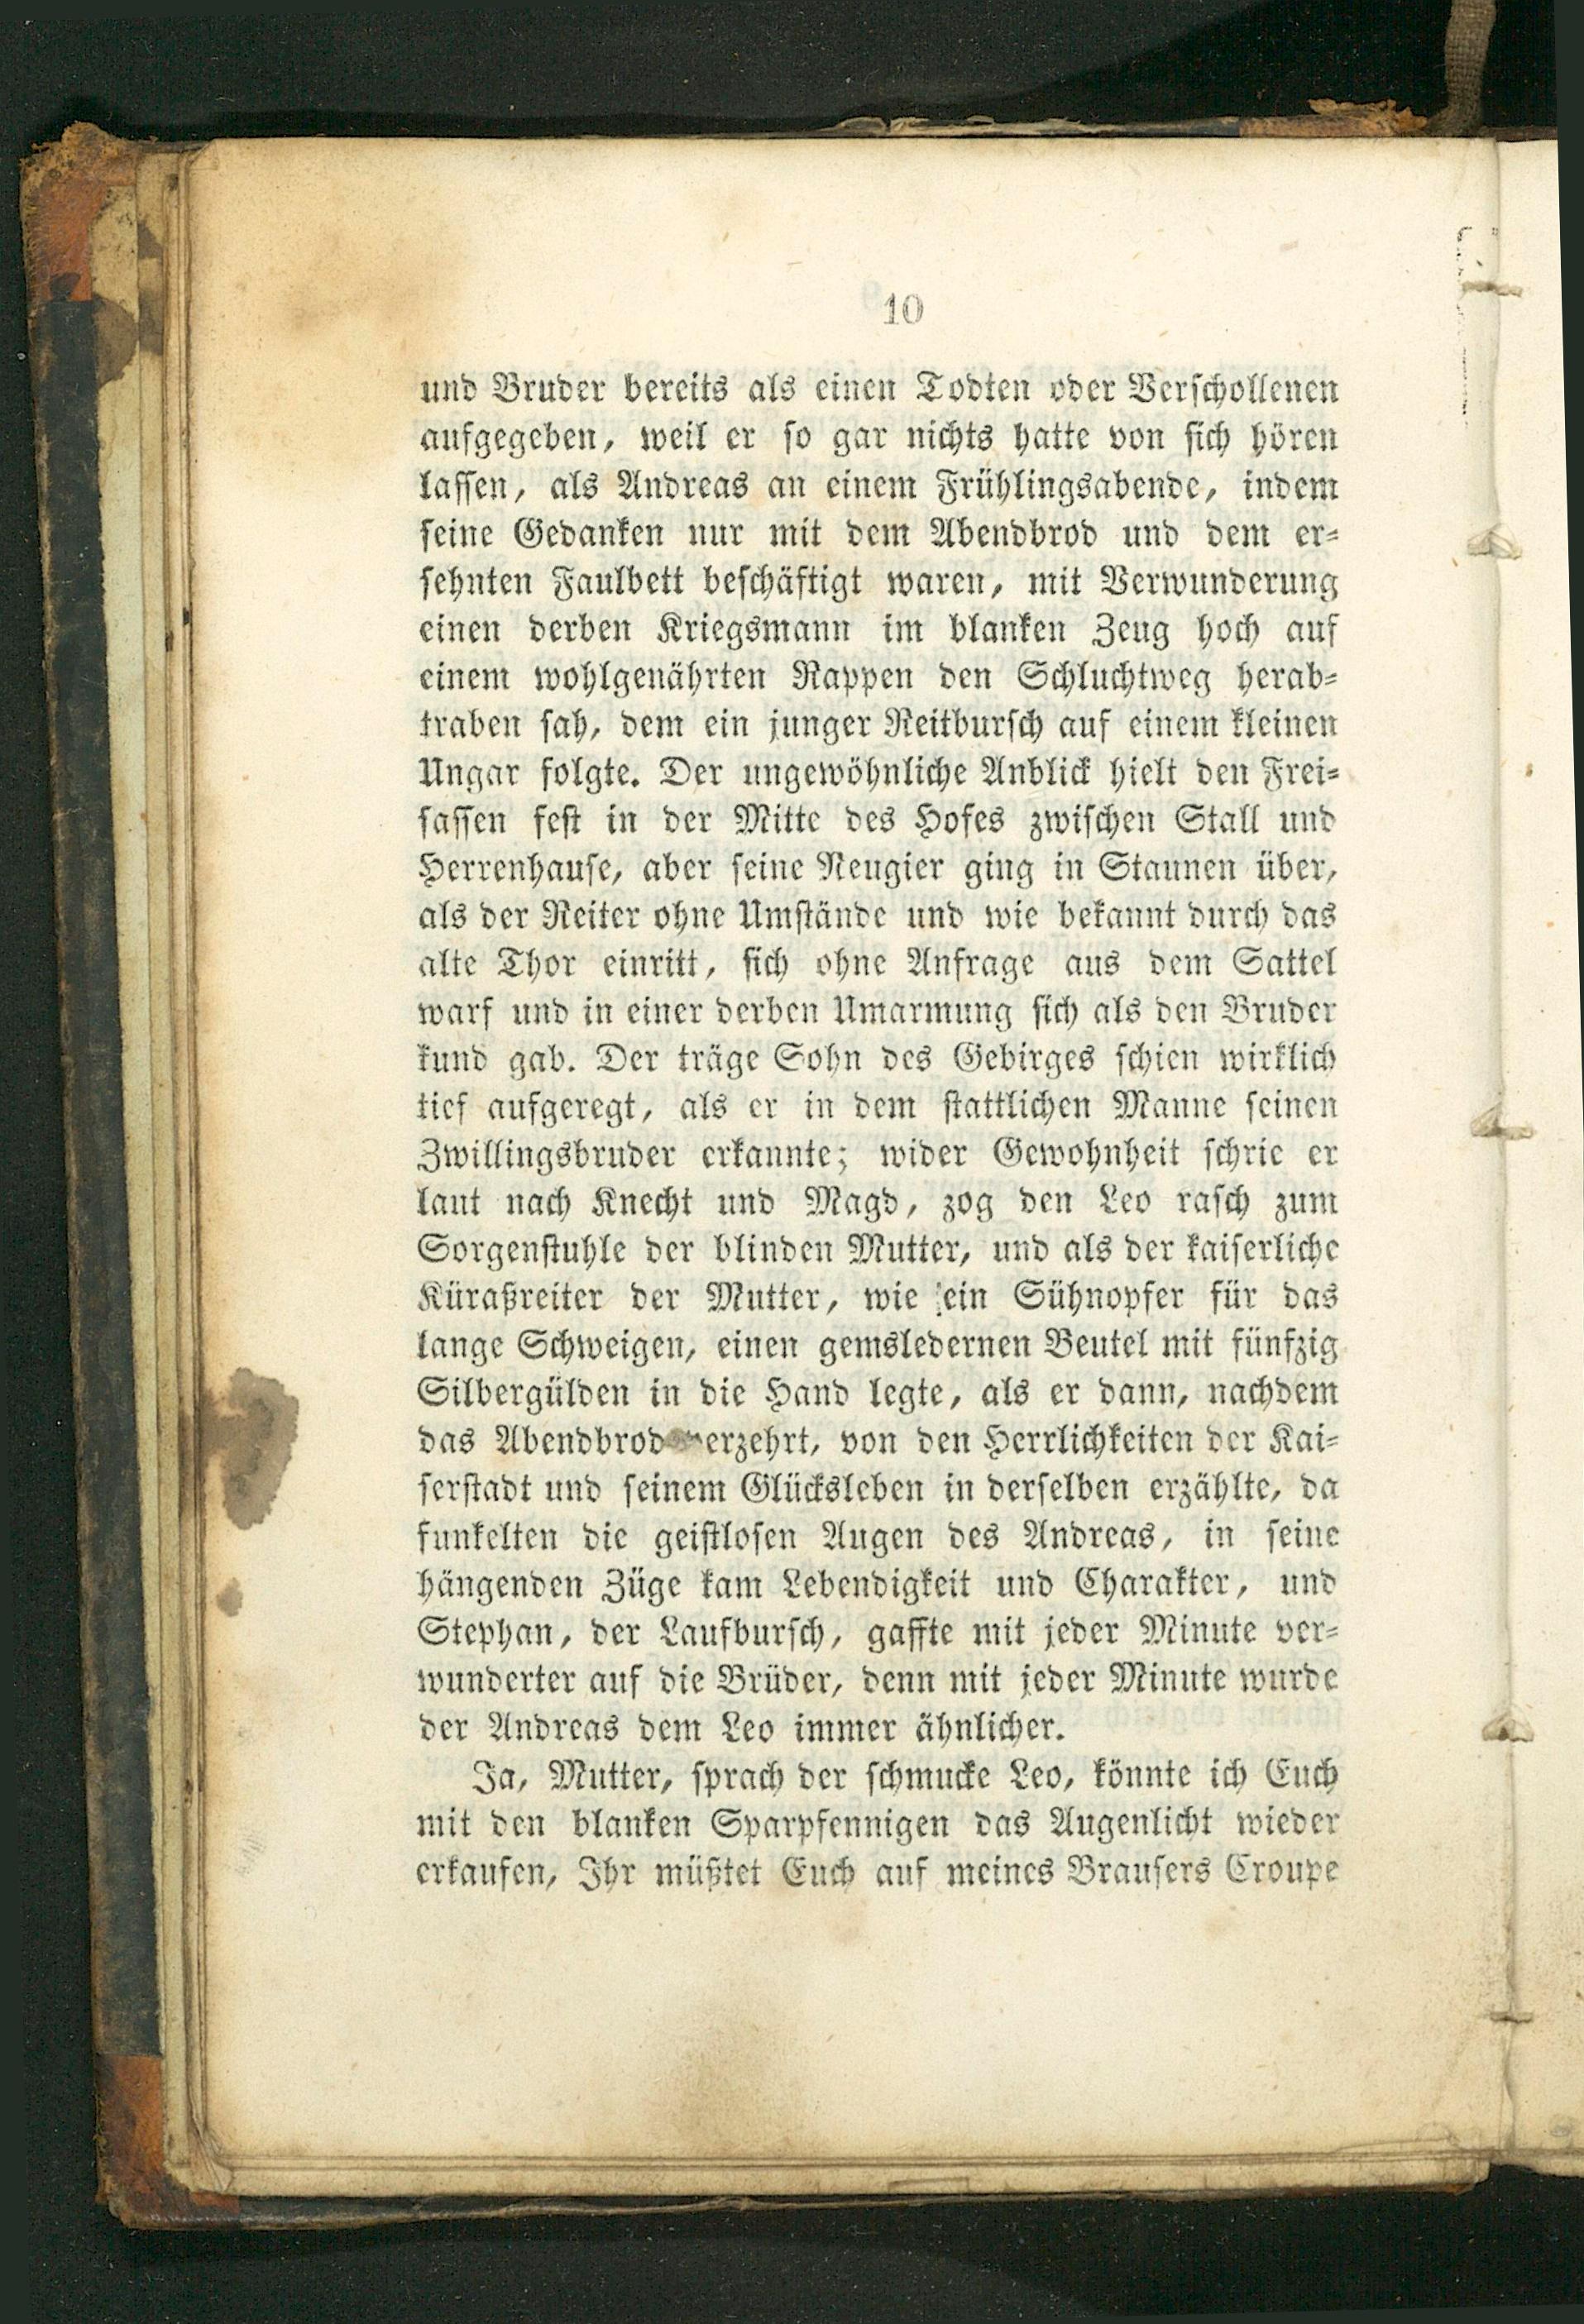 10
und Bruder bereits als einen Todten oder Verschollenen
aufgegeben, weil er so gar nichts hatte von sich hören
lassen, als Andreas an einem Frühlingsabende, indem
seine Gedanken nur mit dem Abendbrod und dem er-
sehnten Faulbett beschäftigt waren, mit Verwunderung
einen derben Kriegsmann im blanken Zeug hoch auf
einem wohlgenährten Rappen den Schluchtweg herab-
traben sah, dem ein junger Reitbursch auf einem kleinen
Ungar folgte. Der ungewöhnliche Anblick hielt den Frei-
sassen fest in der Mitte des Hofes zwischen Stall und
Herrenhause, aber seine Neugier ging in Staunen über,
als der Reiter ohne Umstände und wie bekannt durch das
alte Thor einritt, sich ohne Anfrage aus dem Sattel
warf und in einer derben Umarmung sich als den Bruder
kund gab. Der träge Sohn des Gebirges schien wirklich
tief aufgeregt, als er in dem stattlichen Manne seinen
Zwillingsbruder erkannte; wider Gewohnheit schrie er
laut nach Knecht und Magd, zog den Leo rasch zum
Sorgenstuhle der blinden Mutter, und als der kaiserliche
Küraßreiter der Mutter, wie ein Sühnopfer für das
lange Schweigen, einen gemsledernen Beutel mit fünfzig
Silbergülden in die Hand legte, als er dann, nachdem
das Abendbrod verzehrt, von den Herrlichkeiten der Kai-
serstadt und seinem Glücksleben in derselben erzählte, da
funkelten die geistlosen Augen des Andreas, in seine
hängenden Züge kam Lebendigkeit und Charakter, und
Stephan, der Laufbursch, gaffte mit jeder Minute ver-
wunderter auf die Brüder, denn mit jeder Minute wurde
der Andreas dem Leo immer ähnlicher.
Ja, Mutter, sprach der schmucke Leo, könnte ich Euch
mit den blanken Sparpfennigen das Augenlicht wieder
erkaufen, Ihr müßtet Euch auf meines Brausers Croupe